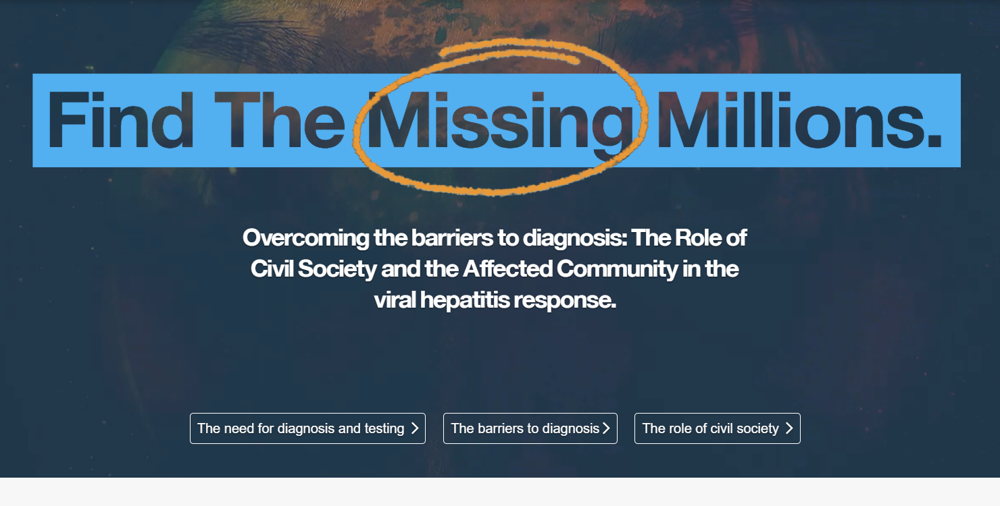 Find The Missing Millions.
Overcoming the barriers to diagnosis: The Role of
Civil Society and the Affected Community in the
viral hepatitis response.
The need for diagnosis and testing
The barriers to diagnosis
The role of civil society